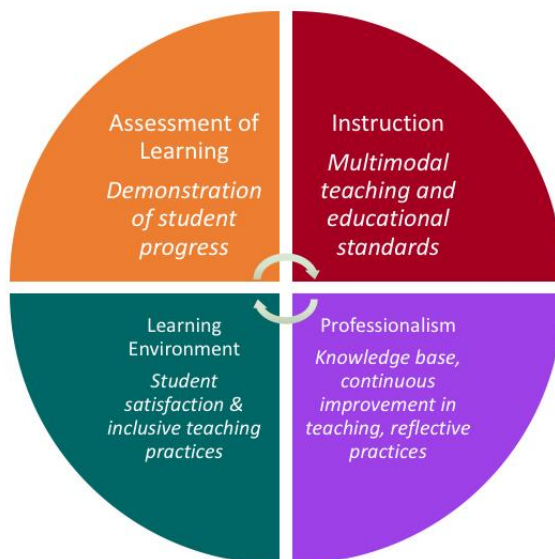 Assessment of
Learning
Demonstration
of student
progress
Instruction
Multimodal
teaching and
educational
standards
Learning
Environment
Student
satisfaction &
inclusive teaching
practices
Professionalism
Knowledge base,
continuous
improvement in
teaching, reflective
practices